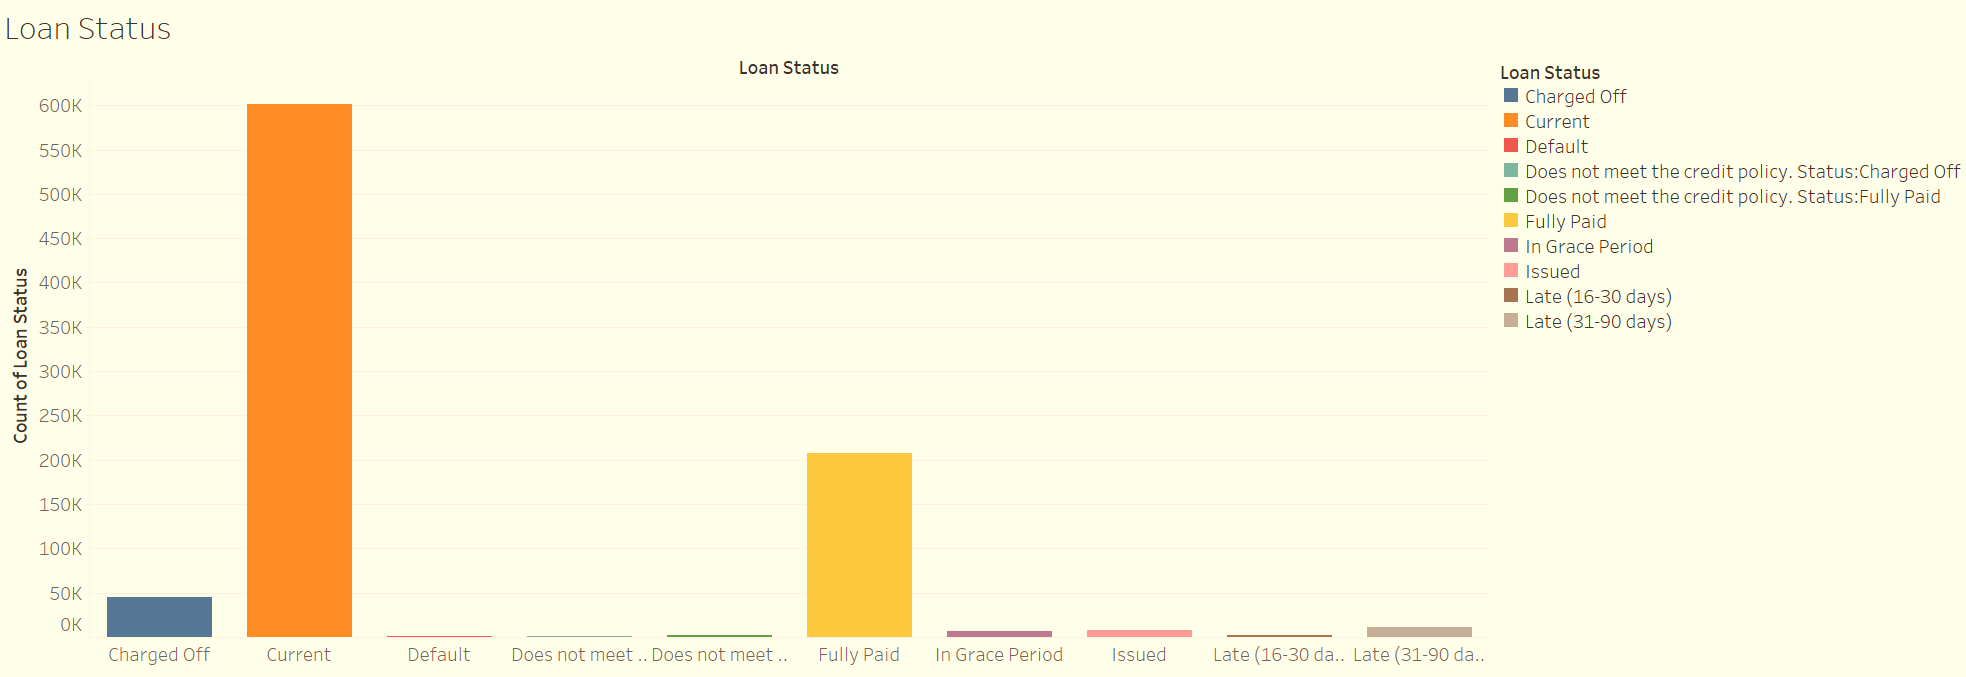 Loan Status
Loan Status
Count of Loan Status
600K
550K
500K
450K
400K
350K
300K
250K
200K
150K
100K
50K
0K
Charged Off
Current
Default
Does not meet ..
Does not meet ..
Fully Paid
In Grace Period
Issued
Late (16-30 da..
Late (31-90 da..
Loan Status
Charged Off
Current
Default
Does not meet the credit policy. Status:Charged Off
Does not meet the credit policy. Status:Fully Paid
Fully Paid
In Grace Period
Issued
Late (16-30 days)
Late (31-90 days)